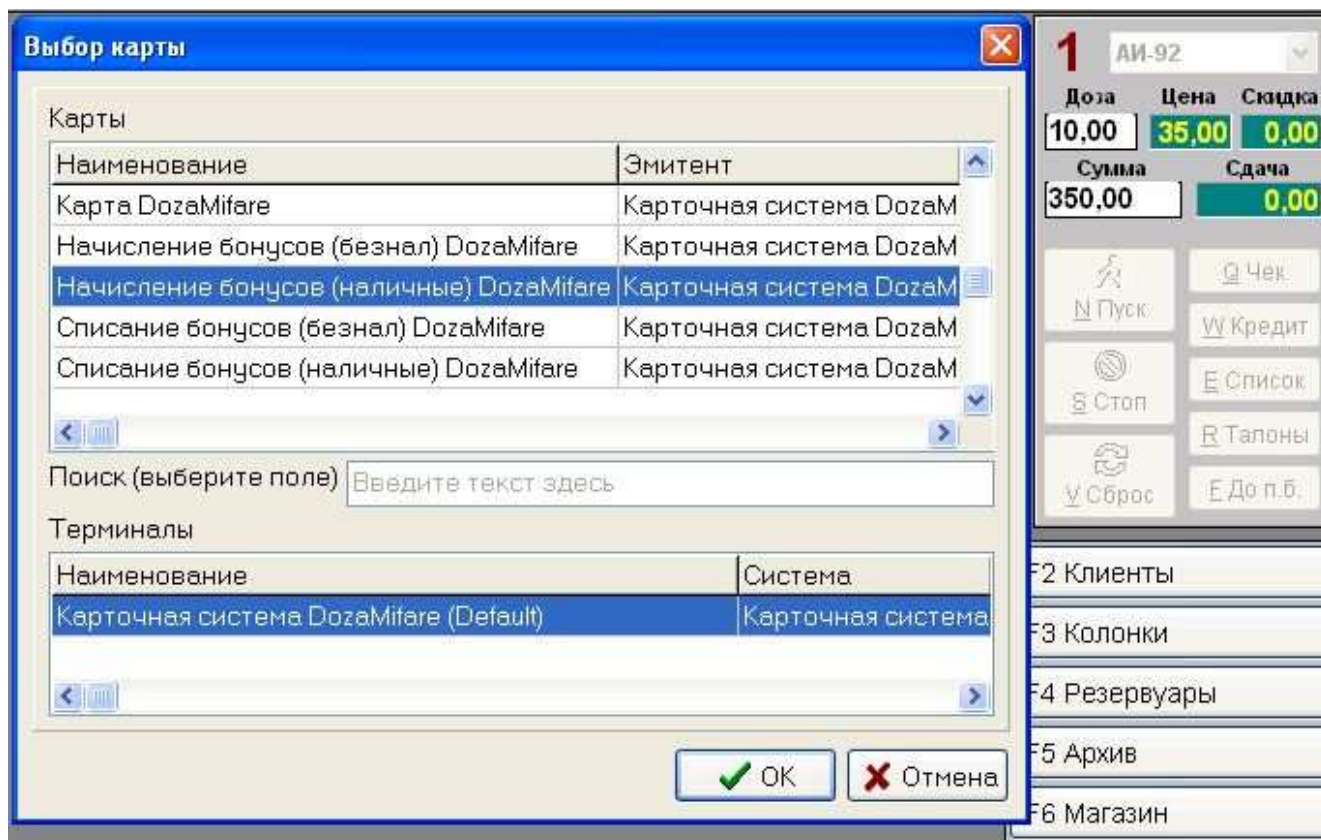 Выбор карты
Карты
Наименование Эмитент
Карта DozaMifare Карточная система DozaM
Начисление бонусов (безнал) DozaMifare Карточная система DozaM
Начисление бонусов (наличные) DozaMifare Карточная система DozaM
Списание бонусов (безнал) DozaMifare Карточная система DozaM
Списание бонусов (наличные) DozaMifare Карточная система DozaM
Поиск (выберите поле) Введите текст здесь
Терминалы
Наименование Система
Карточная система DozaMifare (Default) Карточная система
OK Отмена
1 АИ-92
Доза Цена Скидка
10,00 35,00 0,00
Сумма Сдача
350,00 0,00
N Пуск
S Стоп
V Сброс
Q Чек
W Кредит
E Список
R Талоны
F До п.б.
F2 Клиенты
F3 Колонки
F4 Резервуары
F5 Архив
F6 Магазин